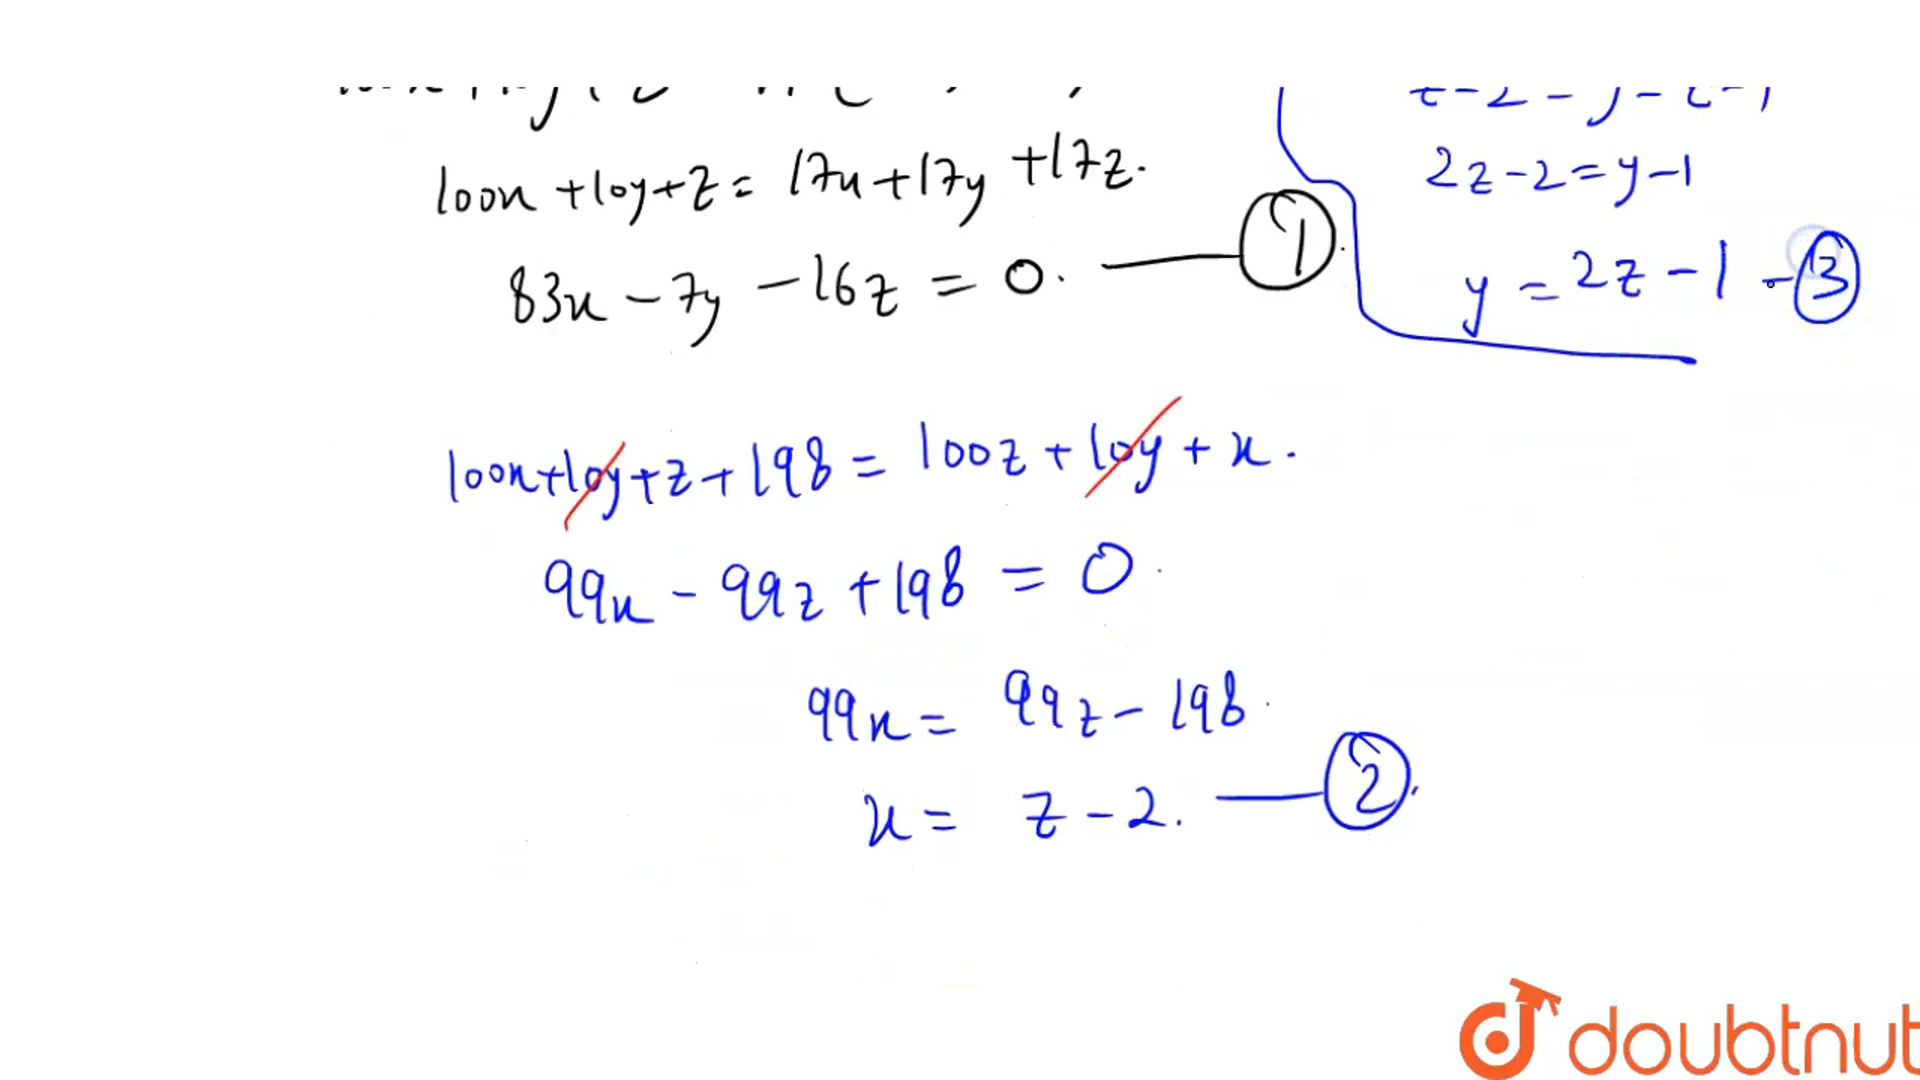 100x + 10y + z = 17x + 17y + 17z.
83x - 7y - 16z = 0. —— 1
2z - 2 = y - 1
y = 2z - 1 - 3
100x + 10y + z + 198 = 100z + 10y + x.
99x - 99z + 198 = 0.
99x = 99z - 198.
x = z - 2. —— 2.
doubtnut